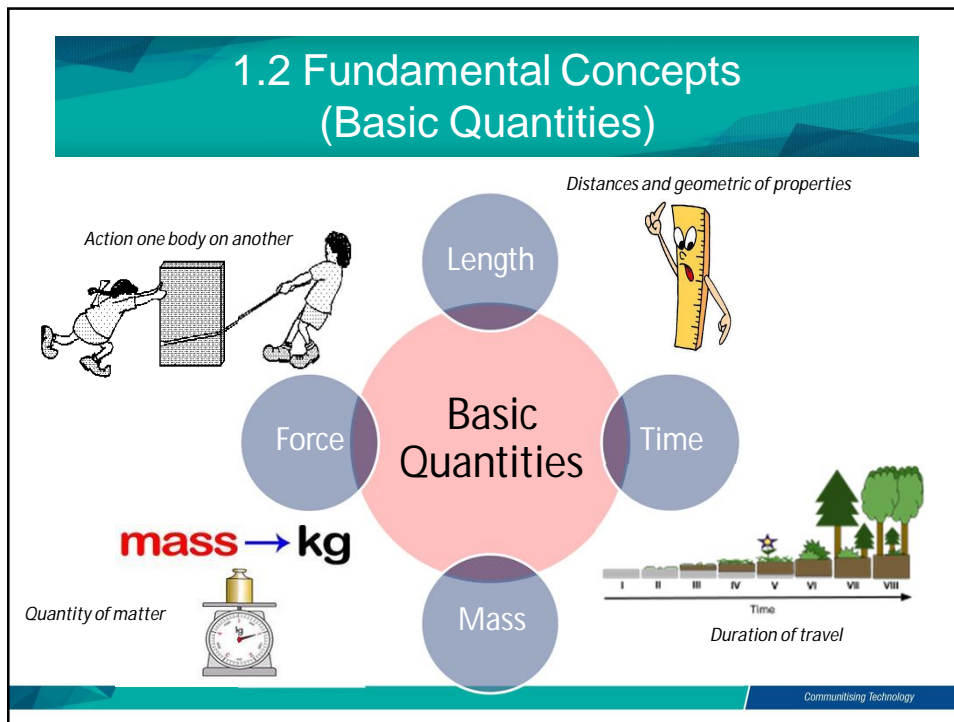 1.2 Fundamental Concepts
(Basic Quantities)
Distances and geometric of properties
Action one body on another
Length
Force
Basic
Quantities
Time
mass → kg
kg
Quantity of matter
Mass
I II III IV V VI VII VIII
Time
Duration of travel
Communitising Technology